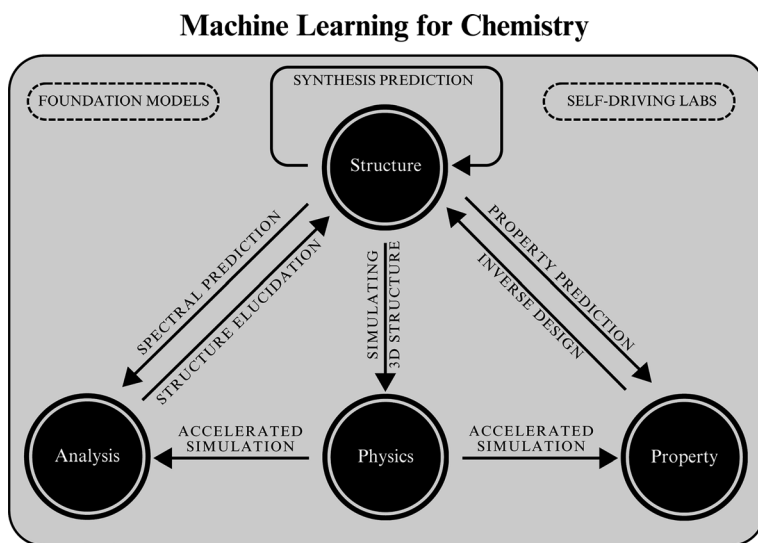 Machine Learning for Chemistry
FOUNDATION MODELS
SYNTHESIS PREDICTION
SELF-DRIVING LABS
Structure
SPECTRAL PREDICTION
STRUCTURE ELUCIDATION
SIMULATING
3D STRUCTURE
PROPERTY PREDICTION
INVERSE DESIGN
Analysis
ACCELERATED
SIMULATION
Physics
ACCELERATED
SIMULATION
Property